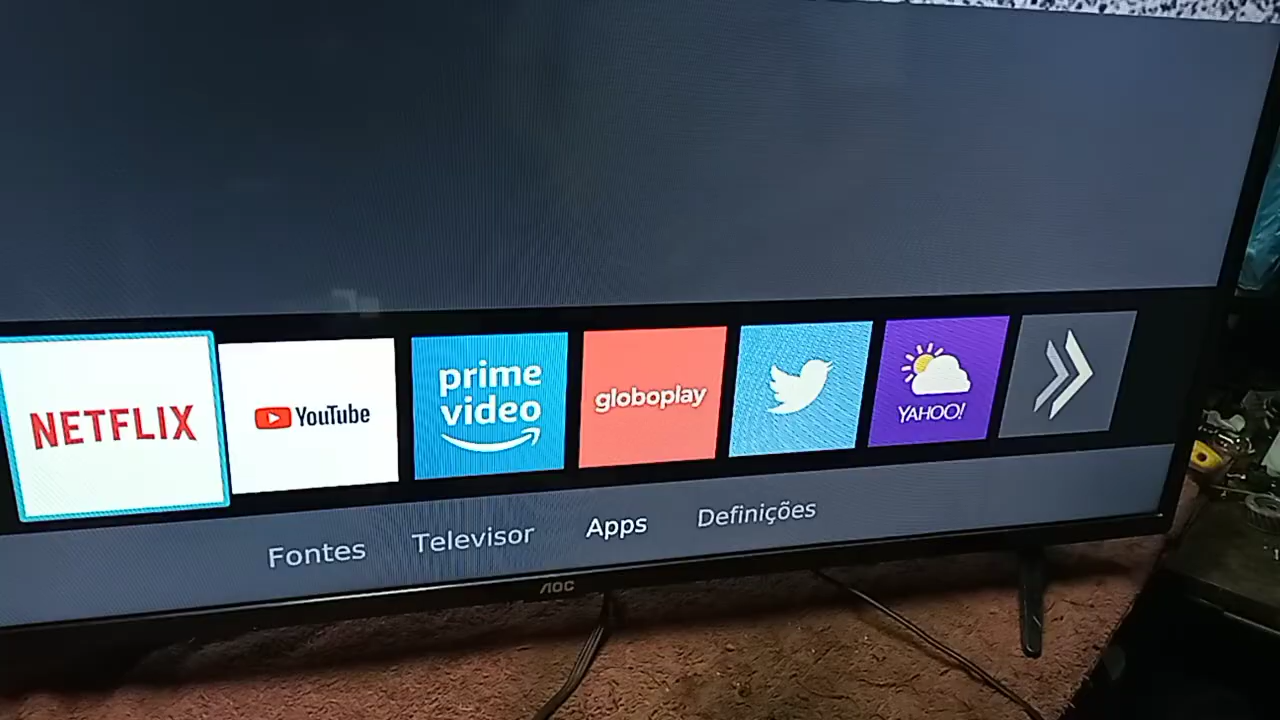 NETFLIX
YouTube
prime
video
globoplay
YAHOO!
Fontes
Televisor
Apps
Definições
AOC